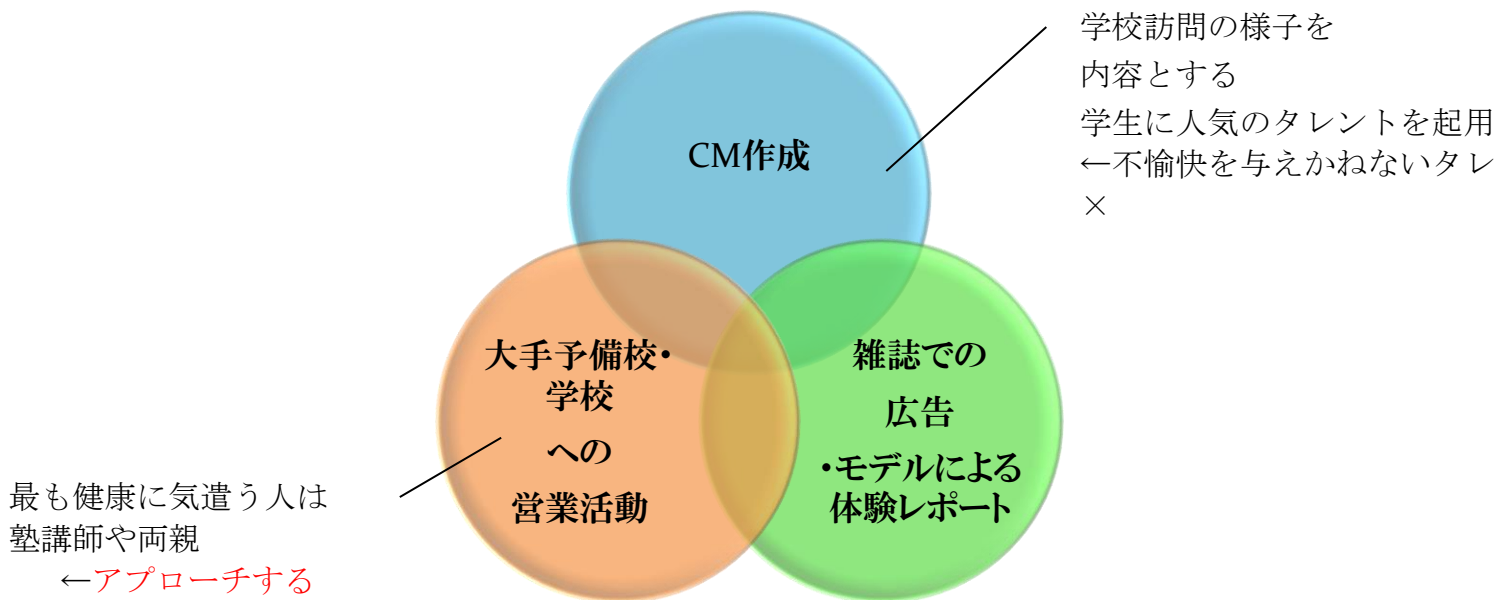 学校訪問の様子を
内容とする
学生に人気のタレントを起用
←不愉快を与えかねないタレ
×
CM作成
大手予備校・
学校
への
営業活動
雑誌での
広告
・モデルによる
体験レポート
最も健康に気遣う人は
塾講師や両親
←アプローチする